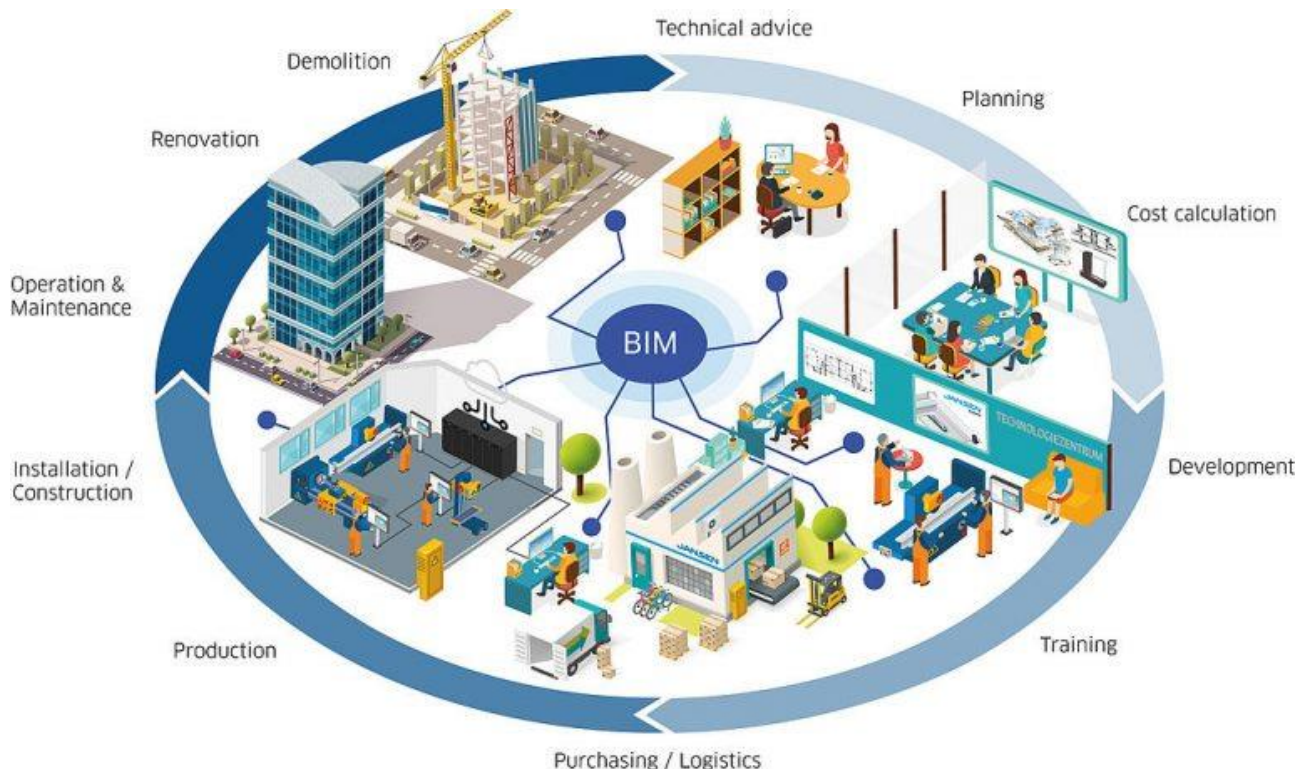 Technical advice
Demolition
Planning
Renovation
Cost calculation
Operation &
Maintenance
BIM
JANSEN
TECHNOLOGIEZENTRUM
Installation /
Construction
Development
JANSEN
Production
Training
Purchasing / Logistics